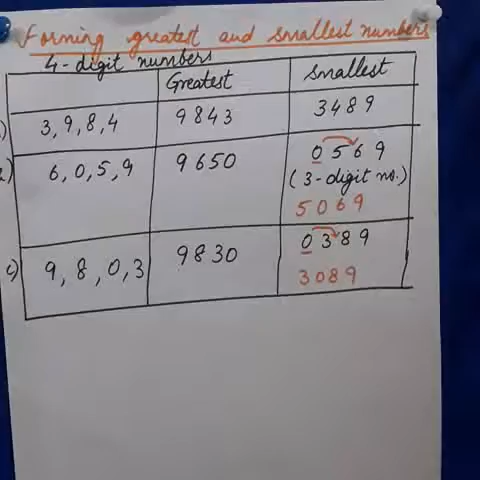 Forming greatest and smallest numbers
4-digit numbers
Greatest Smallest
) 3,9,8,4 9843 3489
) 6,0,5,9 9650 0569
(3-digit no.)
5069
c) 9,8,0,3 9830 0389
3089